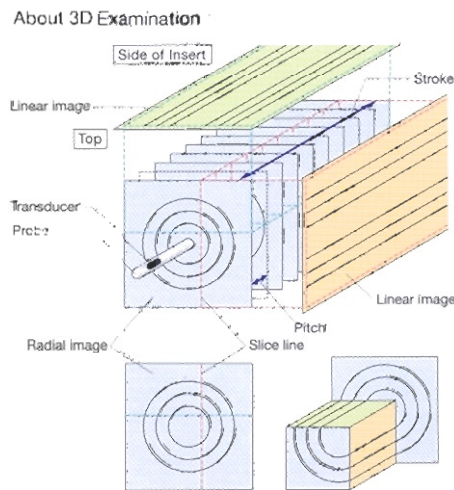 About 3D Examination
Side of Insert
Stroke
Linear image
Top
Transducer
Probe
Linear image
Pitch
Radial image
Slice line